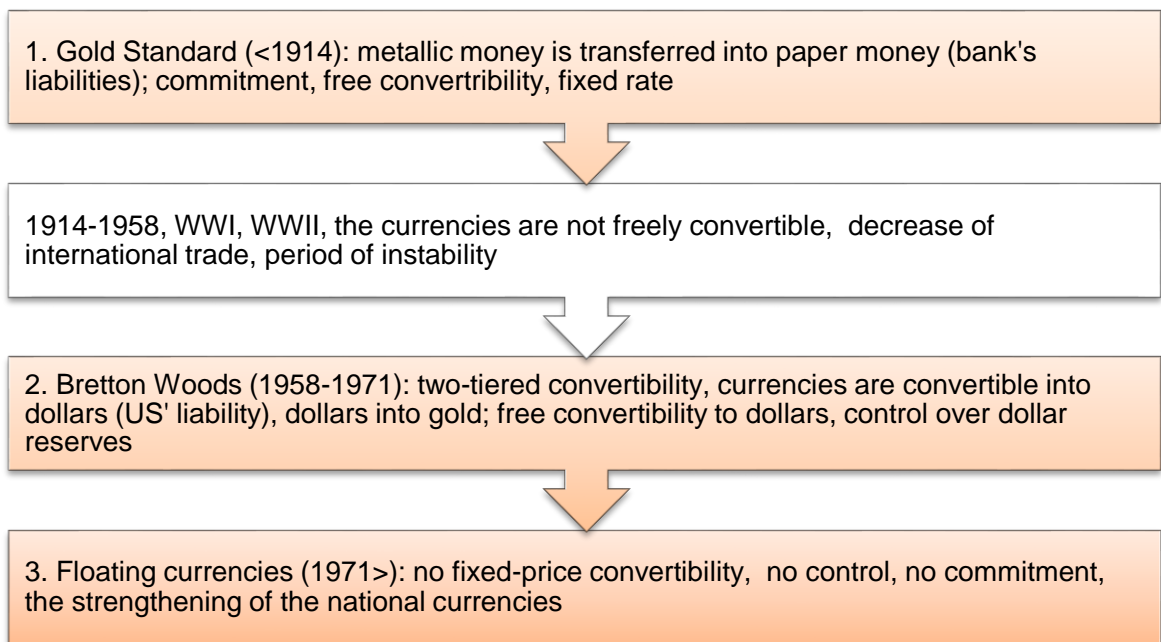 1. Gold Standard (<1914): metallic money is transferred into paper money (bank's
liabilities); commitment, free convertribility, fixed rate
1914-1958, WWI, WWII, the currencies are not freely convertible,  decrease of
international trade, period of instability
2. Bretton Woods (1958-1971): two-tiered convertibility, currencies are convertible into
dollars (US' liability), dollars into gold; free convertibility to dollars, control over dollar
reserves
3. Floating currencies (1971>): no fixed-price convertibility,  no control, no commitment,
the strengthening of the national currencies